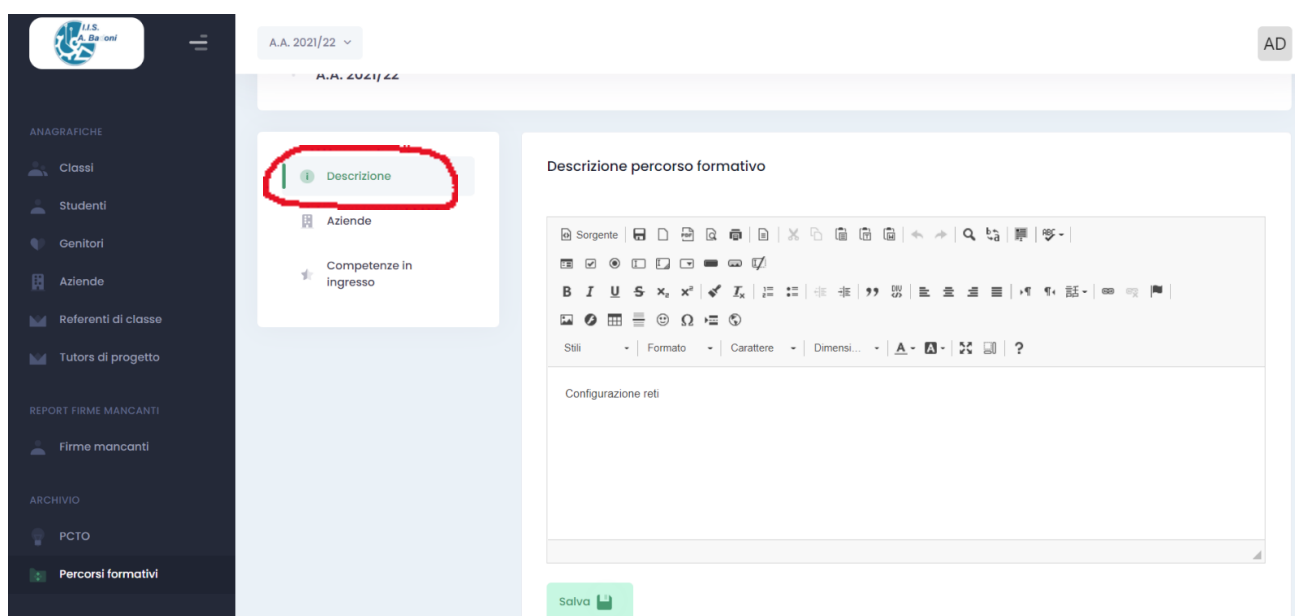 I.I.S.
A.A. 2021/22
AD
A.A. 2021/22
ANAGRAFICHE
Classi
Studenti
Genitori
Aziende
Referenti di classe
Tutors di progetto
REPORT FIRME MANCANTI
Firme mancanti
ARCHIVIO
PCTO
Percorsi formativi
Descrizione
Aziende
Competenze in
ingresso
Descrizione percorso formativo
Sorgente
B I U S x₂ x² Iₓ
Stili Formato Carattere Dimensi... A A ?
Configurazione reti
Salva